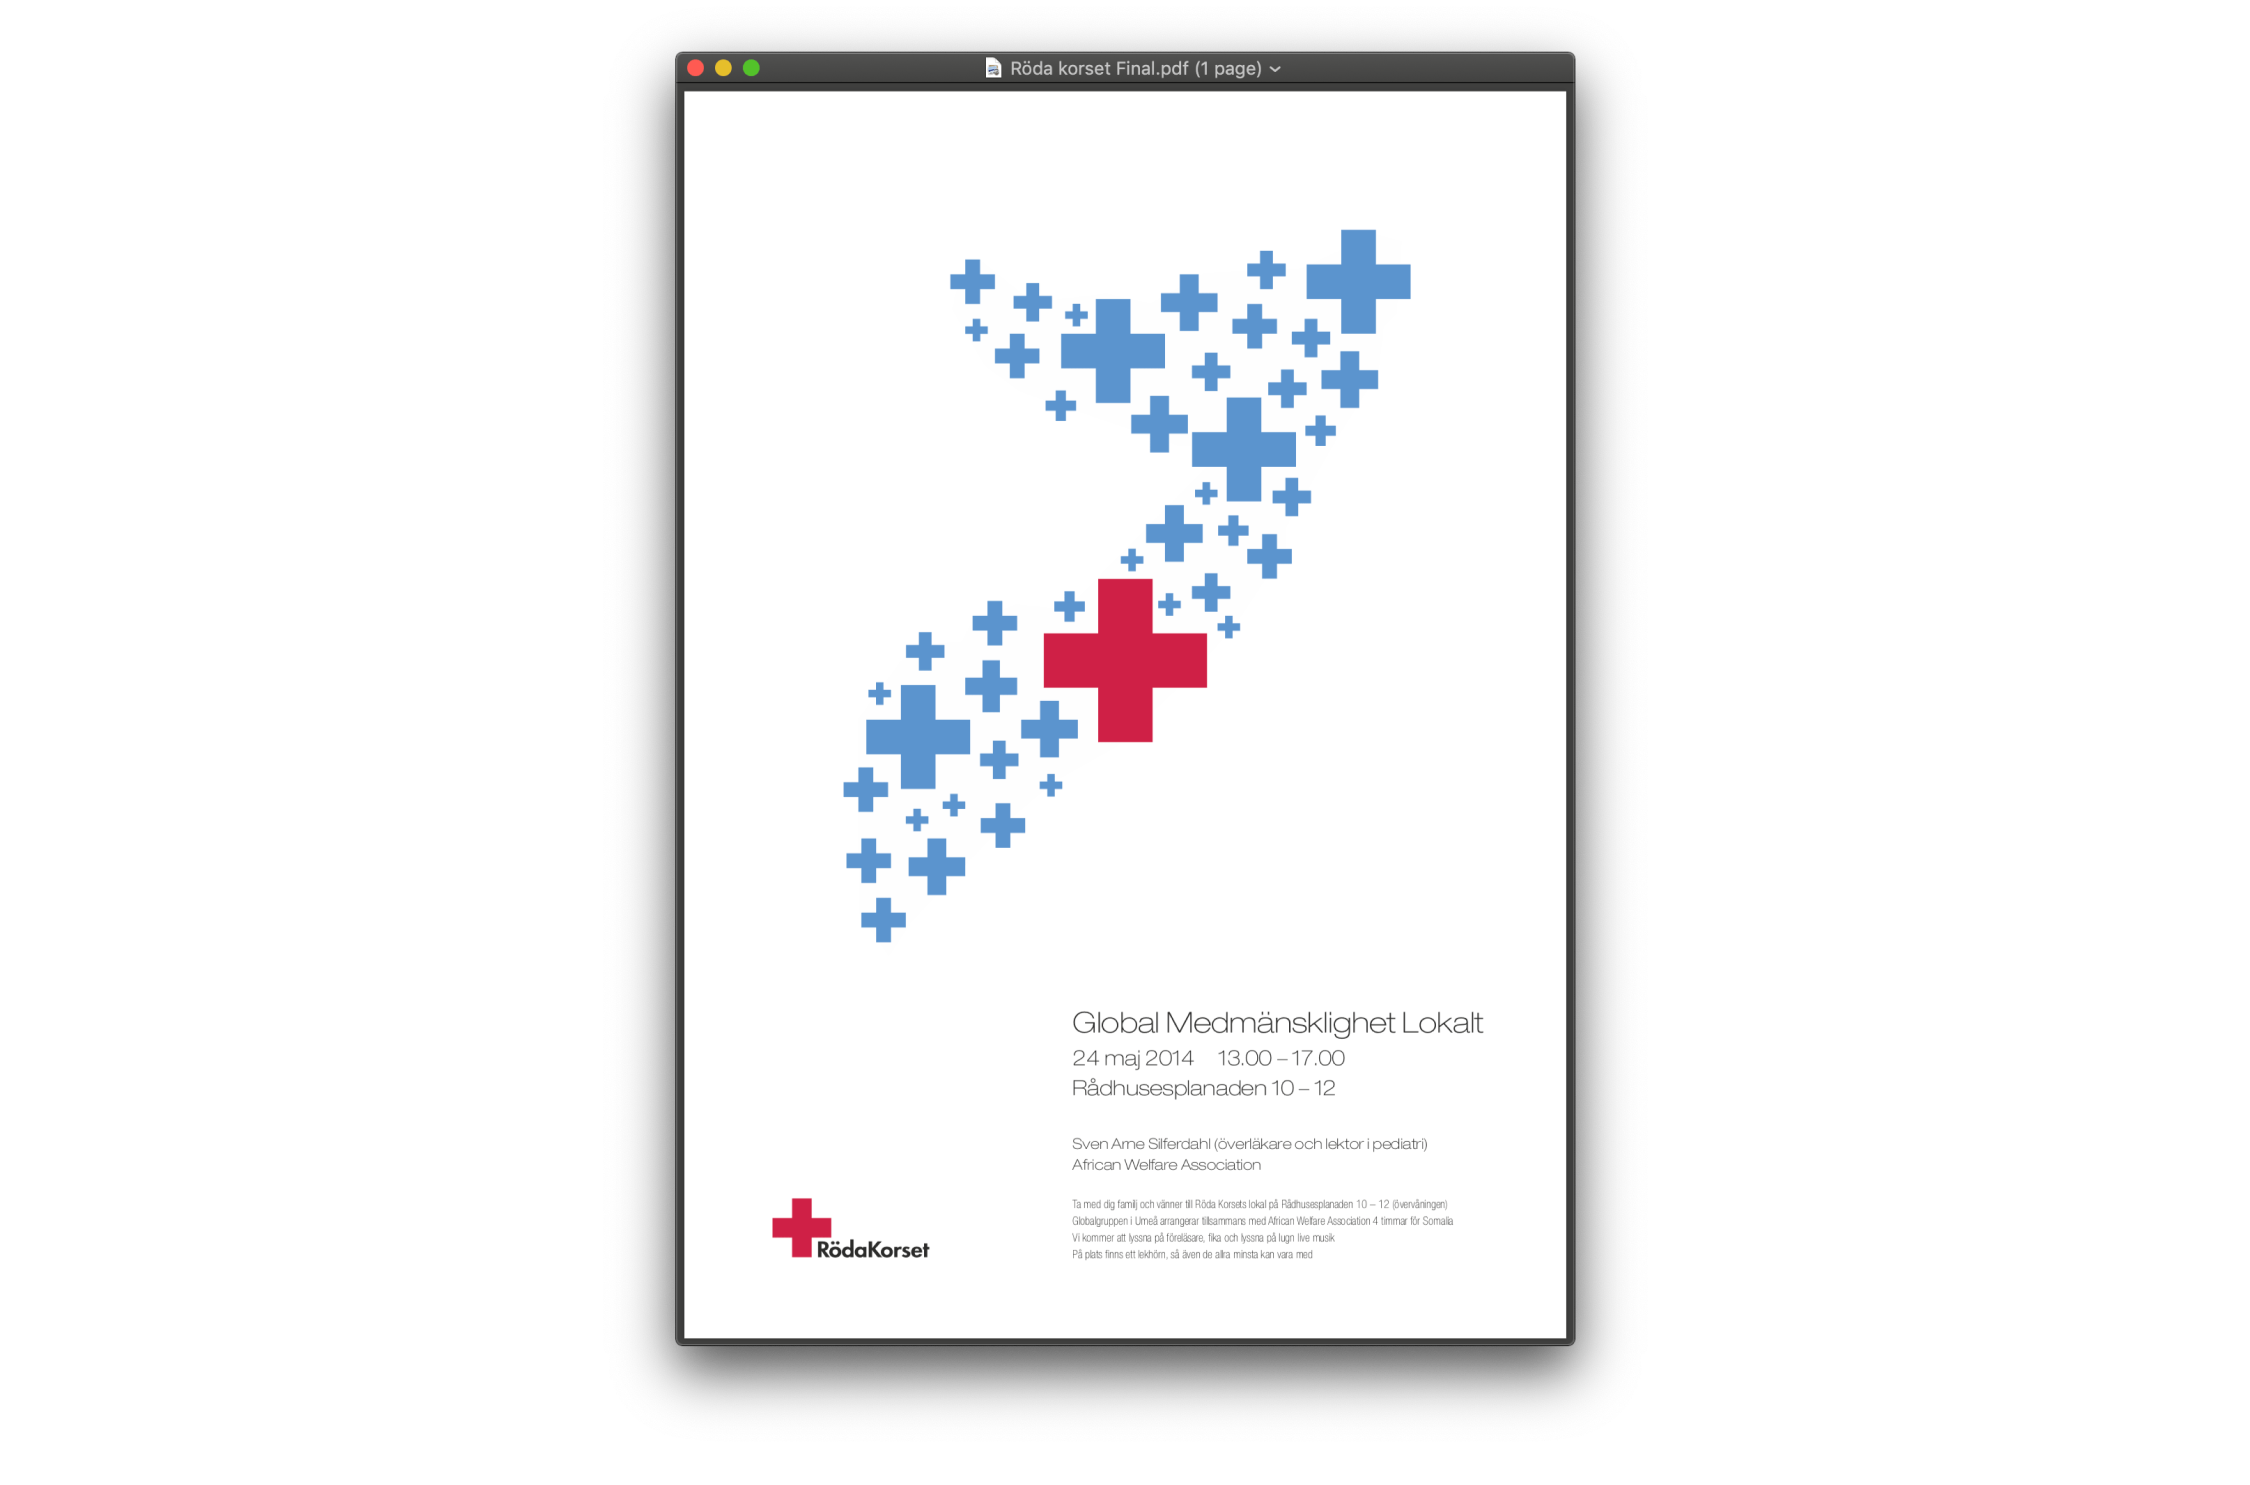 Röda korset Final.pdf (1 page)
Global Medmänsklighet Lokalt
24 maj 2014 13.00 – 17.00
Rådhusesplanaden 10 – 12
Sven Arne Silferdahl (överläkare och lektor i pediatri)
African Welfare Association
Ta med dig familj och vänner till Röda Korsets lokal på Rådhusesplanaden 10 – 12 (övervåningen)
Globalgruppen i Umeå arrangerar tillsammans med African Welfare Association 4 timmar för Somalia
Vi kommer att lyssna på föreläsare, fika och lyssna på lugn live musik
På plats finns ett lekhörn, så även de allra minsta kan vara med
RödaKorset